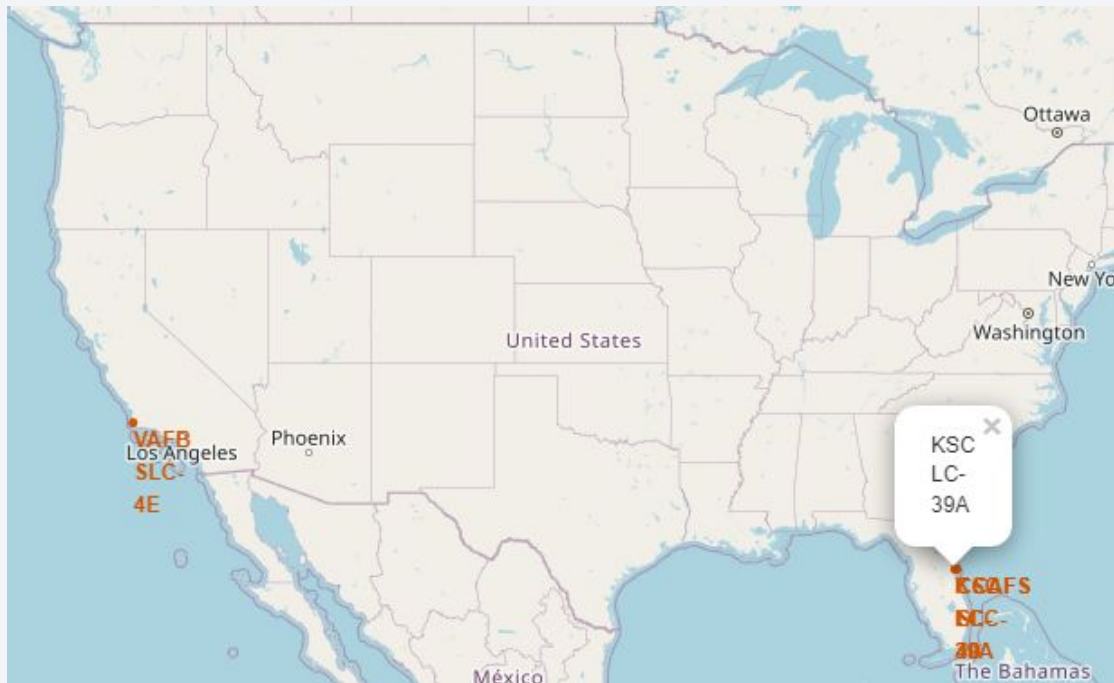 Ottawa
New Yo
Washington
United States
KSC
LC-
39A
×
Phoenix
VAFB
Los Angeles
SLC-
4E
The Bahamas
México